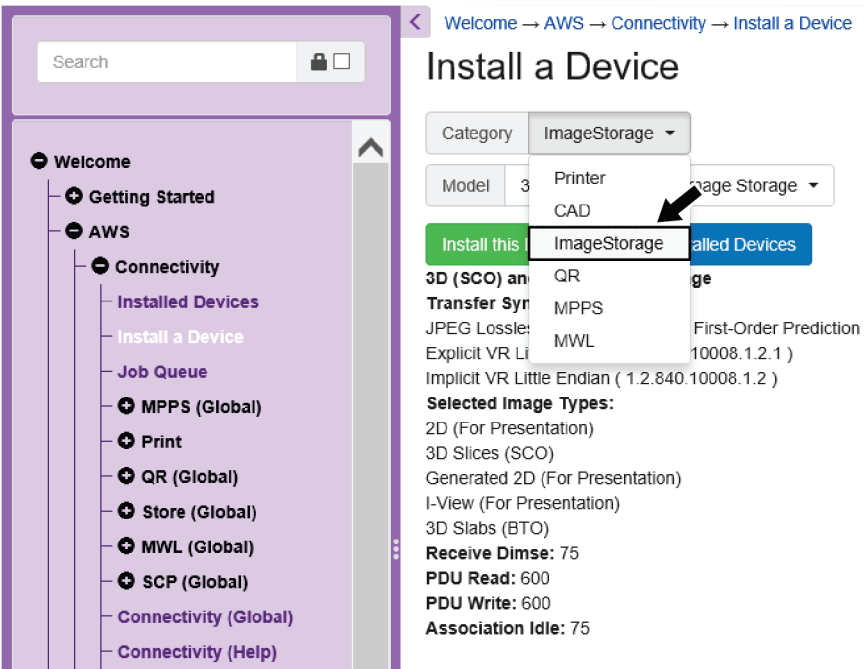 Search
Welcome
Getting Started
AWS
Connectivity
Installed Devices
Install a Device
Job Queue
MPPS (Global)
Print
QR (Global)
Store (Global)
MWL (Global)
SCP (Global)
Connectivity (Global)
Connectivity (Help)
Welcome → AWS → Connectivity → Install a Device
Install a Device
Category ImageStorage
Printer
CAD
ImageStorage
QR
MPPS
MWL
Model 3 Image Storage
Install this alled Devices
3D (SCO) an ge
Transfer Syn
JPEG Lossles First-Order Prediction
Explicit VR Li 10008.1.2.1 )
Implicit VR Little Endian ( 1.2.840.10008.1.2 )
Selected Image Types:
2D (For Presentation)
3D Slices (SCO)
Generated 2D (For Presentation)
I-View (For Presentation)
3D Slabs (BTO)
Receive Dimse: 75
PDU Read: 600
PDU Write: 600
Association Idle: 75